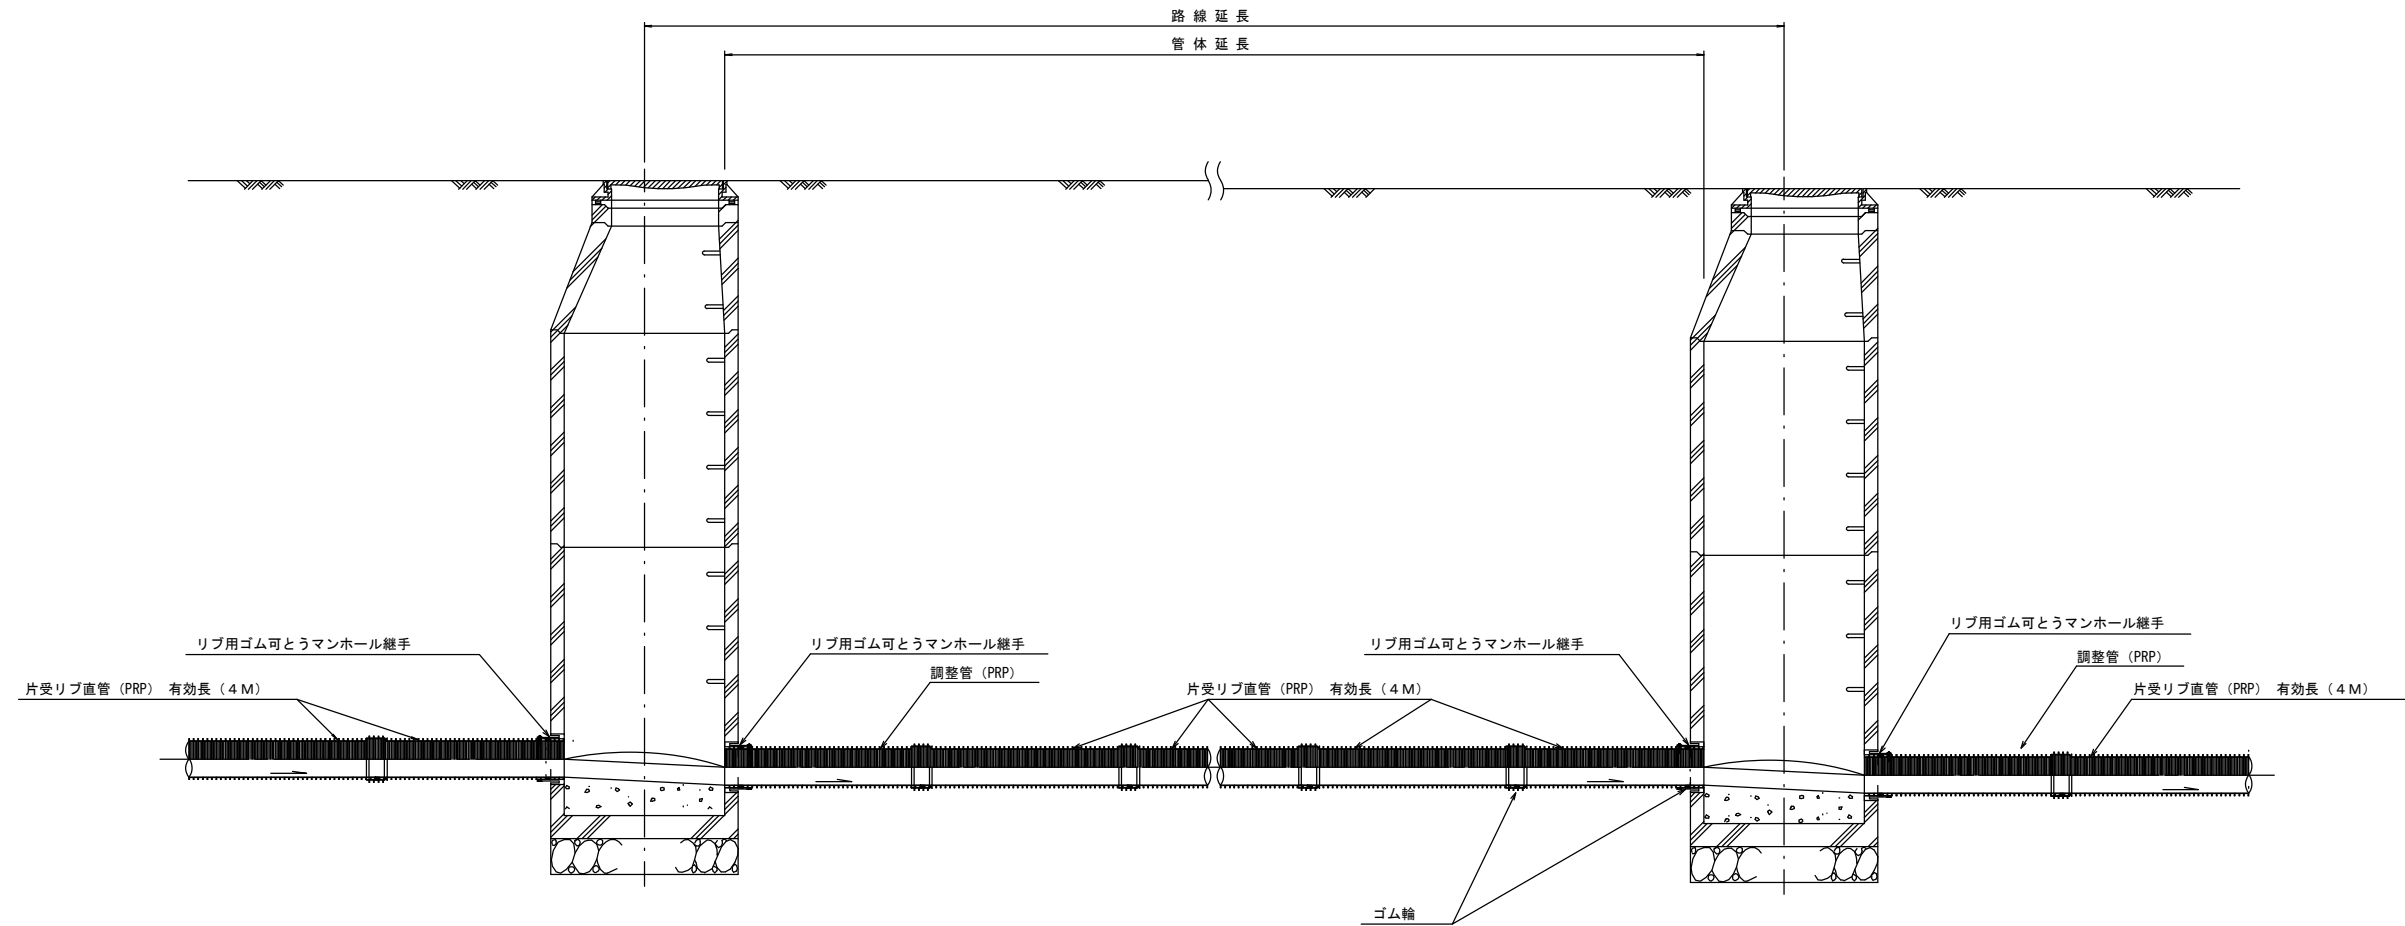 路線延長
管体延長
リブ用ゴム可とうマンホール継手
リブ用ゴム可とうマンホール継手
リブ用ゴム可とうマンホール継手
リブ用ゴム可とうマンホール継手
調整管（PRP）
調整管（PRP）
片受リブ直管（PRP） 有効長（４Ｍ）
片受リブ直管（PRP） 有効長（４Ｍ）
片受リブ直管（PRP） 有効長（４Ｍ）
ゴム輪